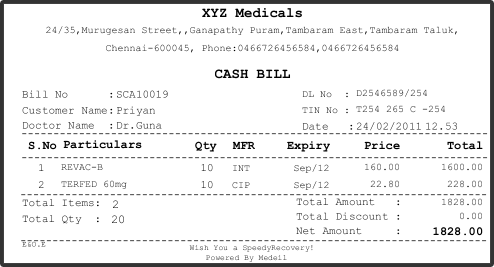 XYZ Medicals
24/35,Murugesan Street,,Ganapathy Puram,Tambaram East,Tambaram Taluk,
Chennai-600045, Phone:0466726456584,0466726456584
CASH BILL
Bill No :SCA10019 DL No : D2546589/254
Customer Name:Priyan TIN No : T254 265 C -254
Doctor Name :Dr.Guna Date :24/02/2011 12.53
S.No Particulars Qty MFR Expiry Price Total
1 REVAC-B 10 INT Sep/12 160.00 1600.00
2 TERFED 60mg 10 CIP Sep/12 22.80 228.00
Total Items: 2 Total Amount : 1828.00
Total Qty : 20 Total Discount : 0.00
Net Amount : 1828.00
E&O.E
Wish You a SpeedyRecovery!
Powered By Medeil